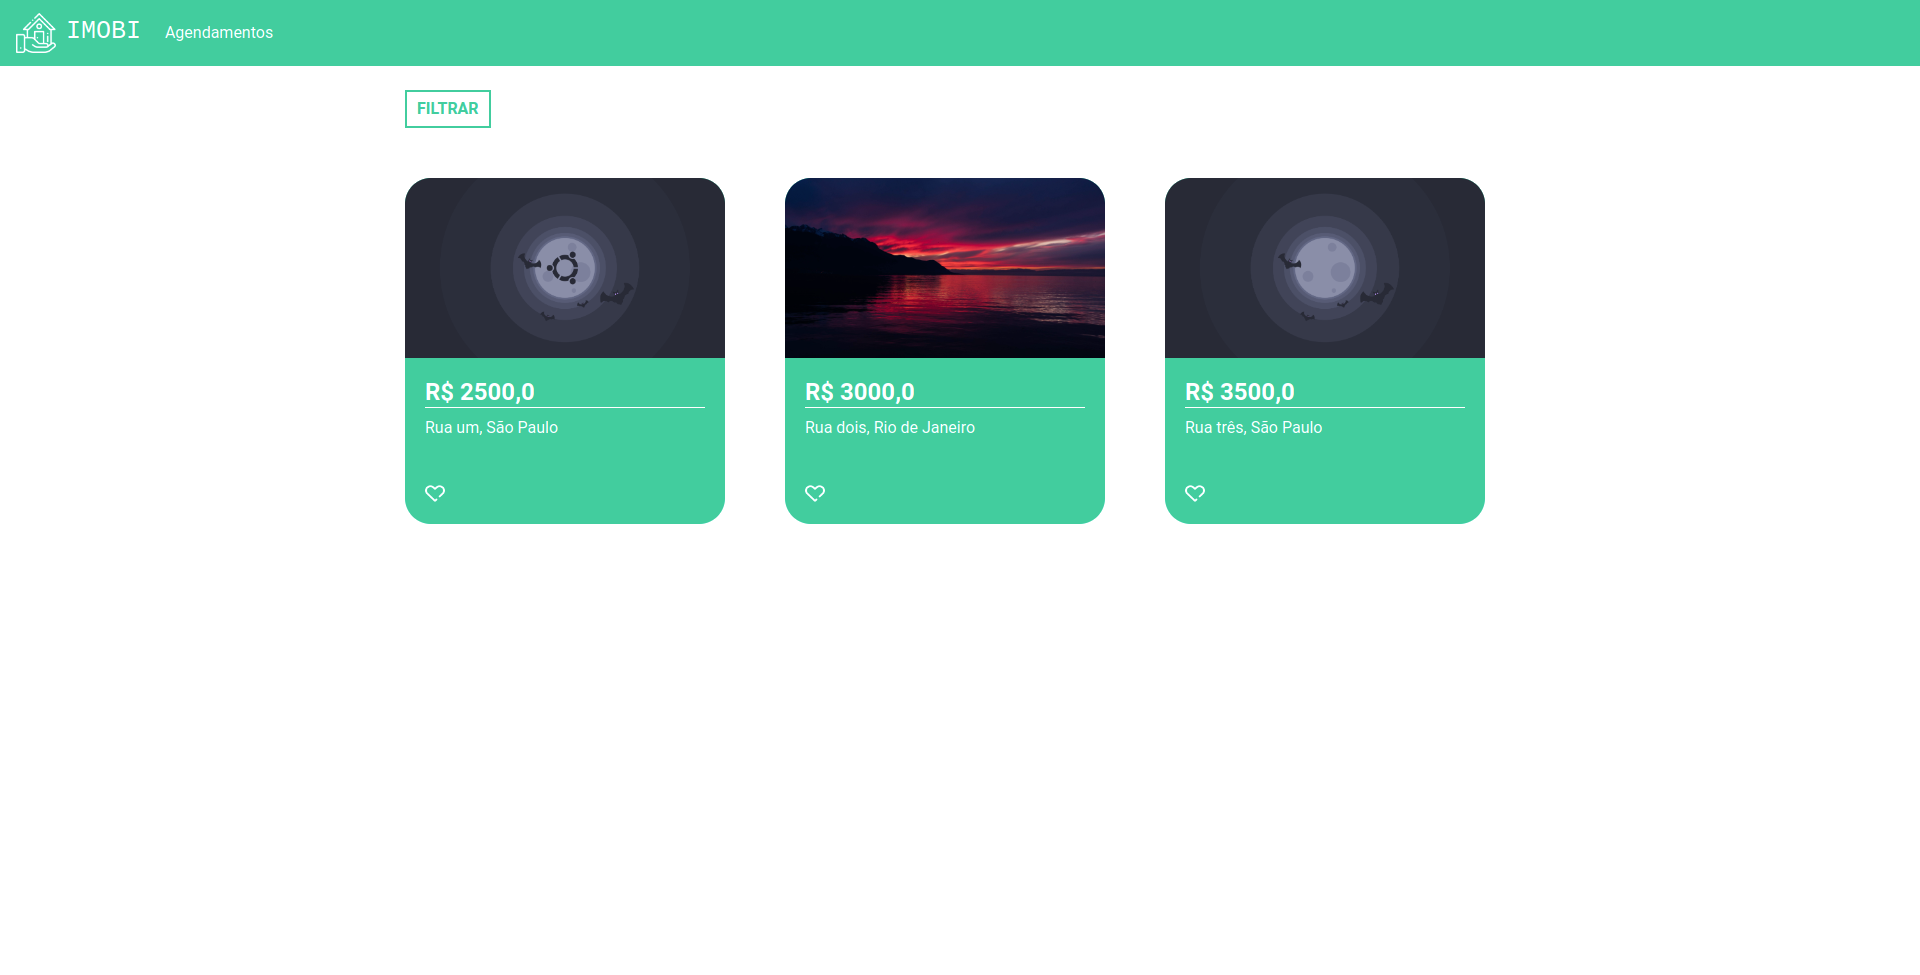 IMOBI Agendamentos
FILTRAR
R$ 2500,0
Rua um, São Paulo
R$ 3000,0
Rua dois, Rio de Janeiro
R$ 3500,0
Rua três, São Paulo